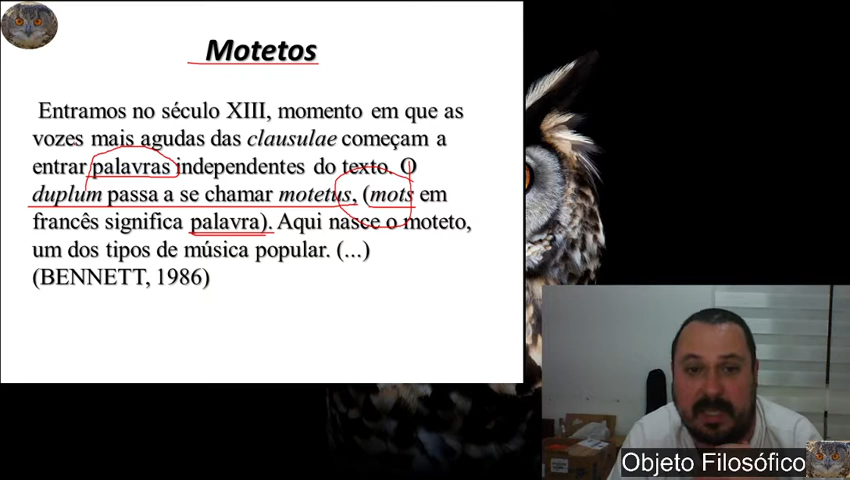 Motetos
Entramos no século XIII, momento em que as
vozes mais agudas das clausulae começam a
entrar palavras independentes do texto. O
duplum passa a se chamar motetus, (mots em
francês significa palavra). Aqui nasce o moteto,
um dos tipos de música popular. (...)
(BENNETT, 1986)
Objeto Filosófico